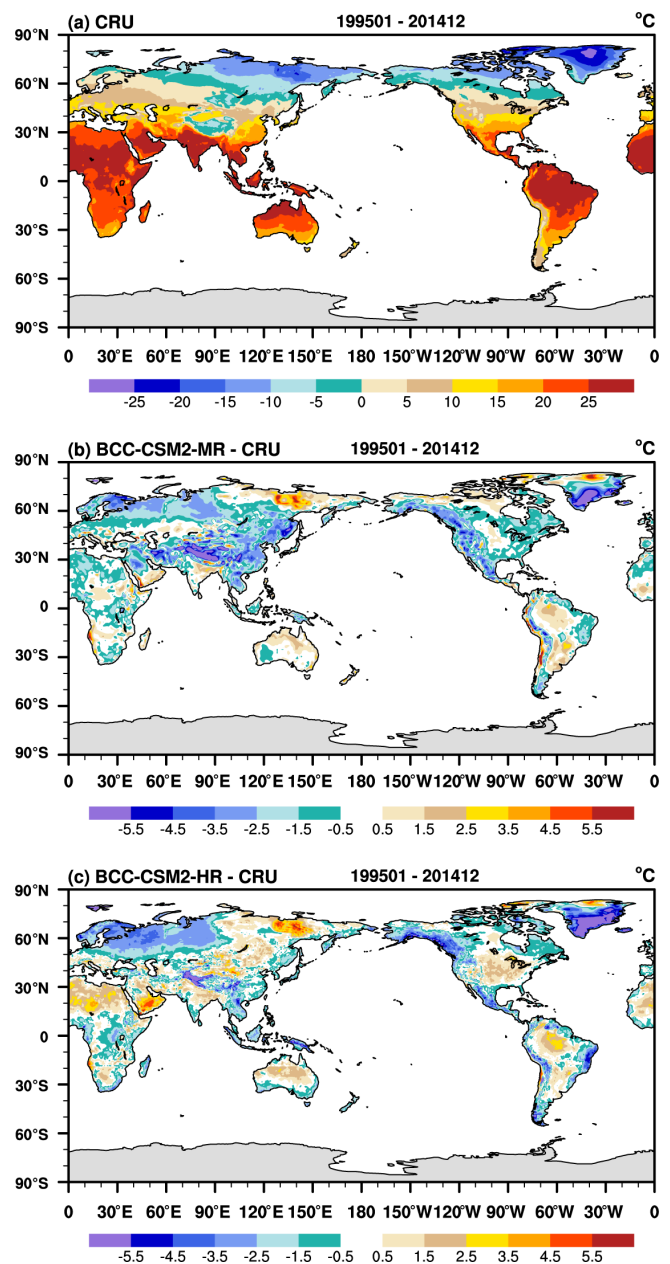 (a) CRU 199501 - 201412 °C
90°N
60°N
30°N
0
30°S
60°S
90°S
0 30°E 60°E 90°E 120°E 150°E 180° 150°W 120°W 90°W 60°W 30°W 0
-25 -20 -15 -10 -5 0 5 10 15 20 25
(b) BCC-CSM2-MR - CRU 199501 - 201412 °C
90°N
60°N
30°N
0
30°S
60°S
90°S
0 30°E 60°E 90°E 120°E 150°E 180° 150°W 120°W 90°W 60°W 30°W 0
-5.5 -4.5 -3.5 -2.5 -1.5 -0.5 0.5 1.5 2.5 3.5 4.5 5.5
(c) BCC-CSM2-HR - CRU 199501 - 201412 °C
90°N
60°N
30°N
0
30°S
60°S
90°S
0 30°E 60°E 90°E 120°E 150°E 180° 150°W 120°W 90°W 60°W 30°W 0
-5.5 -4.5 -3.5 -2.5 -1.5 -0.5 0.5 1.5 2.5 3.5 4.5 5.5